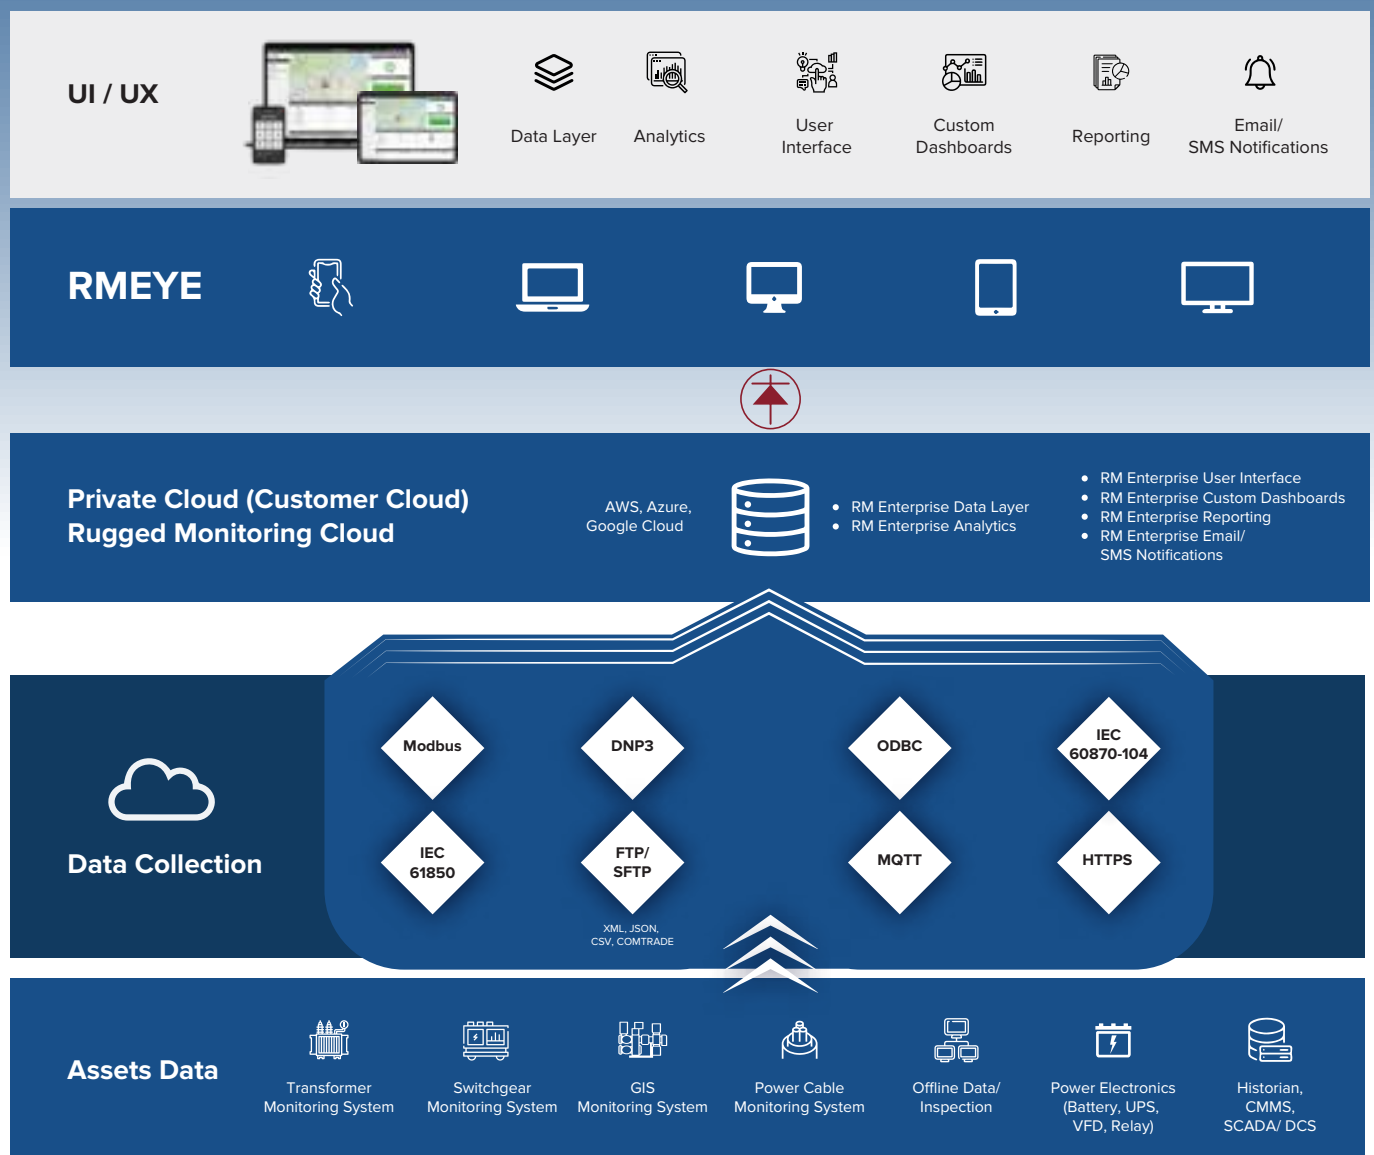 UI / UX
Data Layer
Analytics
User
Interface
Custom
Dashboards
Reporting
Email/
SMS Notifications
RMEYE
Private Cloud (Customer Cloud)
Rugged Monitoring Cloud
AWS, Azure,
Google Cloud
• RM Enterprise Data Layer
• RM Enterprise Analytics
• RM Enterprise User Interface
• RM Enterprise Custom Dashboards
• RM Enterprise Reporting
• RM Enterprise Email/
SMS Notifications
Data Collection
Modbus
DNP3
ODBC
IEC
60870-104
IEC
61850
FTP/
SFTP
MQTT
HTTPS
XML, JSON,
CSV, COMTRADE
Assets Data
Transformer
Monitoring System
Switchgear
Monitoring System
GIS
Monitoring System
Power Cable
Monitoring System
Offline Data/
Inspection
Power Electronics
(Battery, UPS,
VFD, Relay)
Historian,
CMMS,
SCADA/ DCS